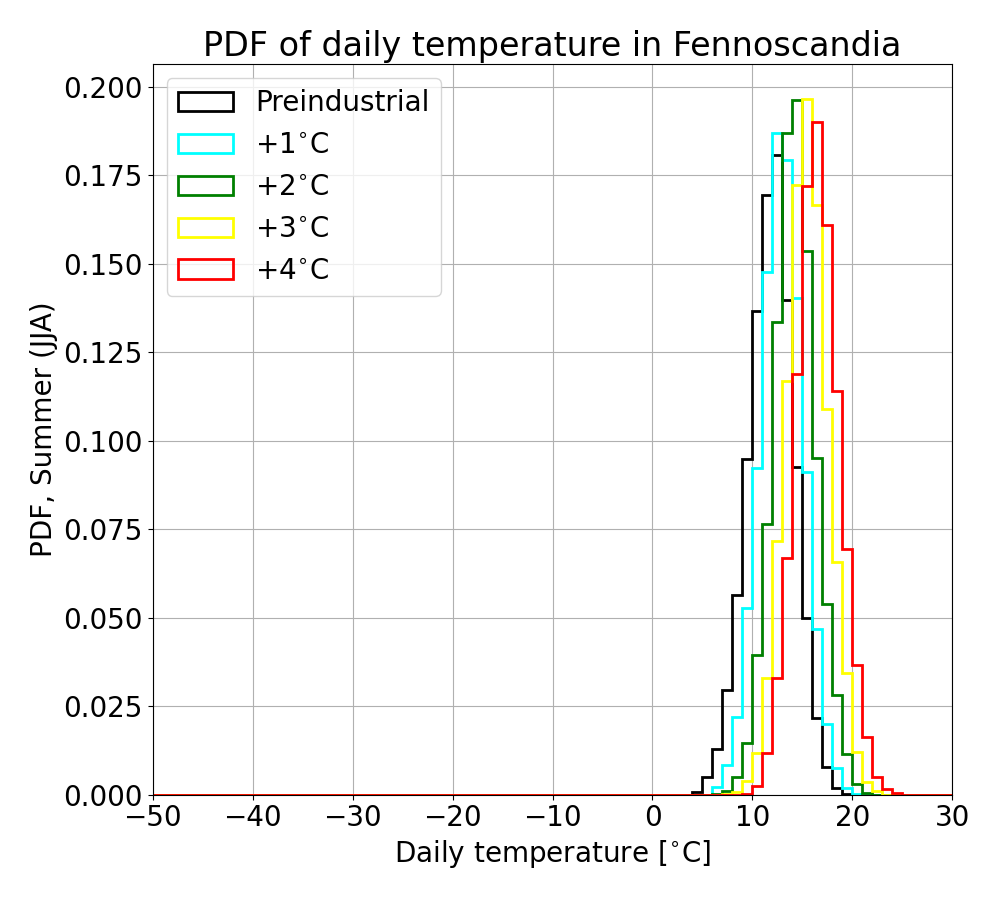 PDF of daily temperature in Fennoscandia
Preindustrial
+1°C
+2°C
+3°C
+4°C
PDF, Summer (JJA)
0.200
0.175
0.150
0.125
0.100
0.075
0.050
0.025
0.000
−50 −40 −30 −20 −10 0 10 20 30
Daily temperature [°C]